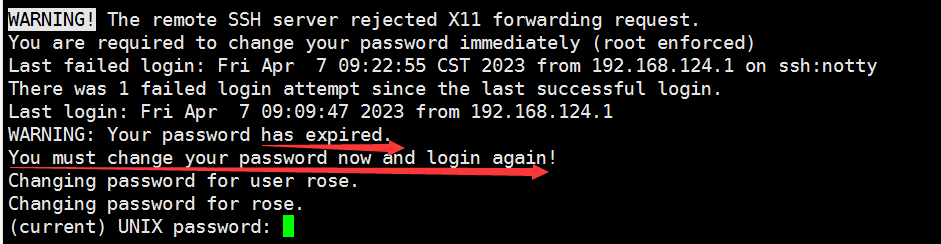 WARNING! The remote SSH server rejected X11 forwarding request.
You are required to change your password immediately (root enforced)
Last failed login: Fri Apr  7 09:22:55 CST 2023 from 192.168.124.1 on ssh:notty
There was 1 failed login attempt since the last successful login.
Last login: Fri Apr  7 09:09:47 2023 from 192.168.124.1
WARNING: Your password has expired.
You must change your password now and login again!
Changing password for user rose.
Changing password for rose.
(current) UNIX password: